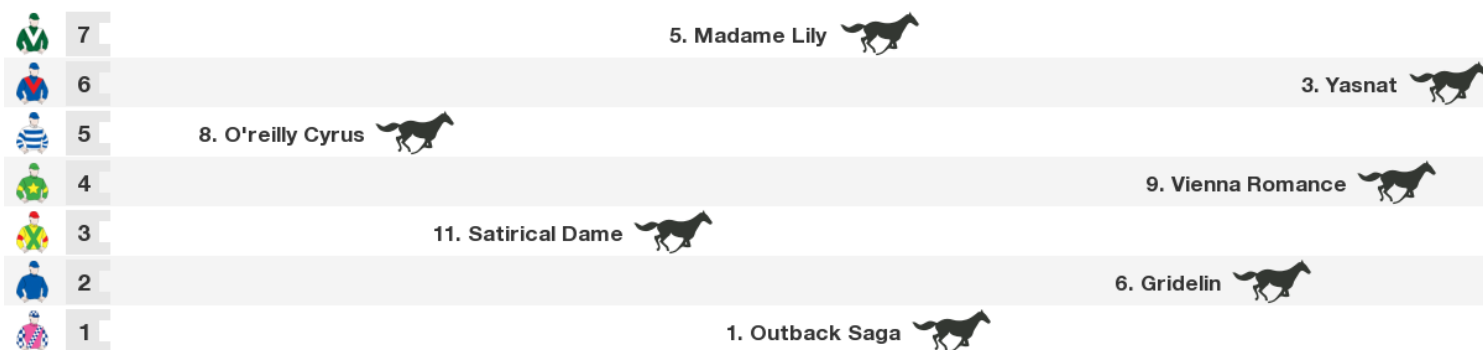 7 5. Madame Lily
6 3. Yasnat
5 8. O'reilly Cyrus
4 9. Vienna Romance
3 11. Satirical Dame
2 6. Gridelin
1 1. Outback Saga